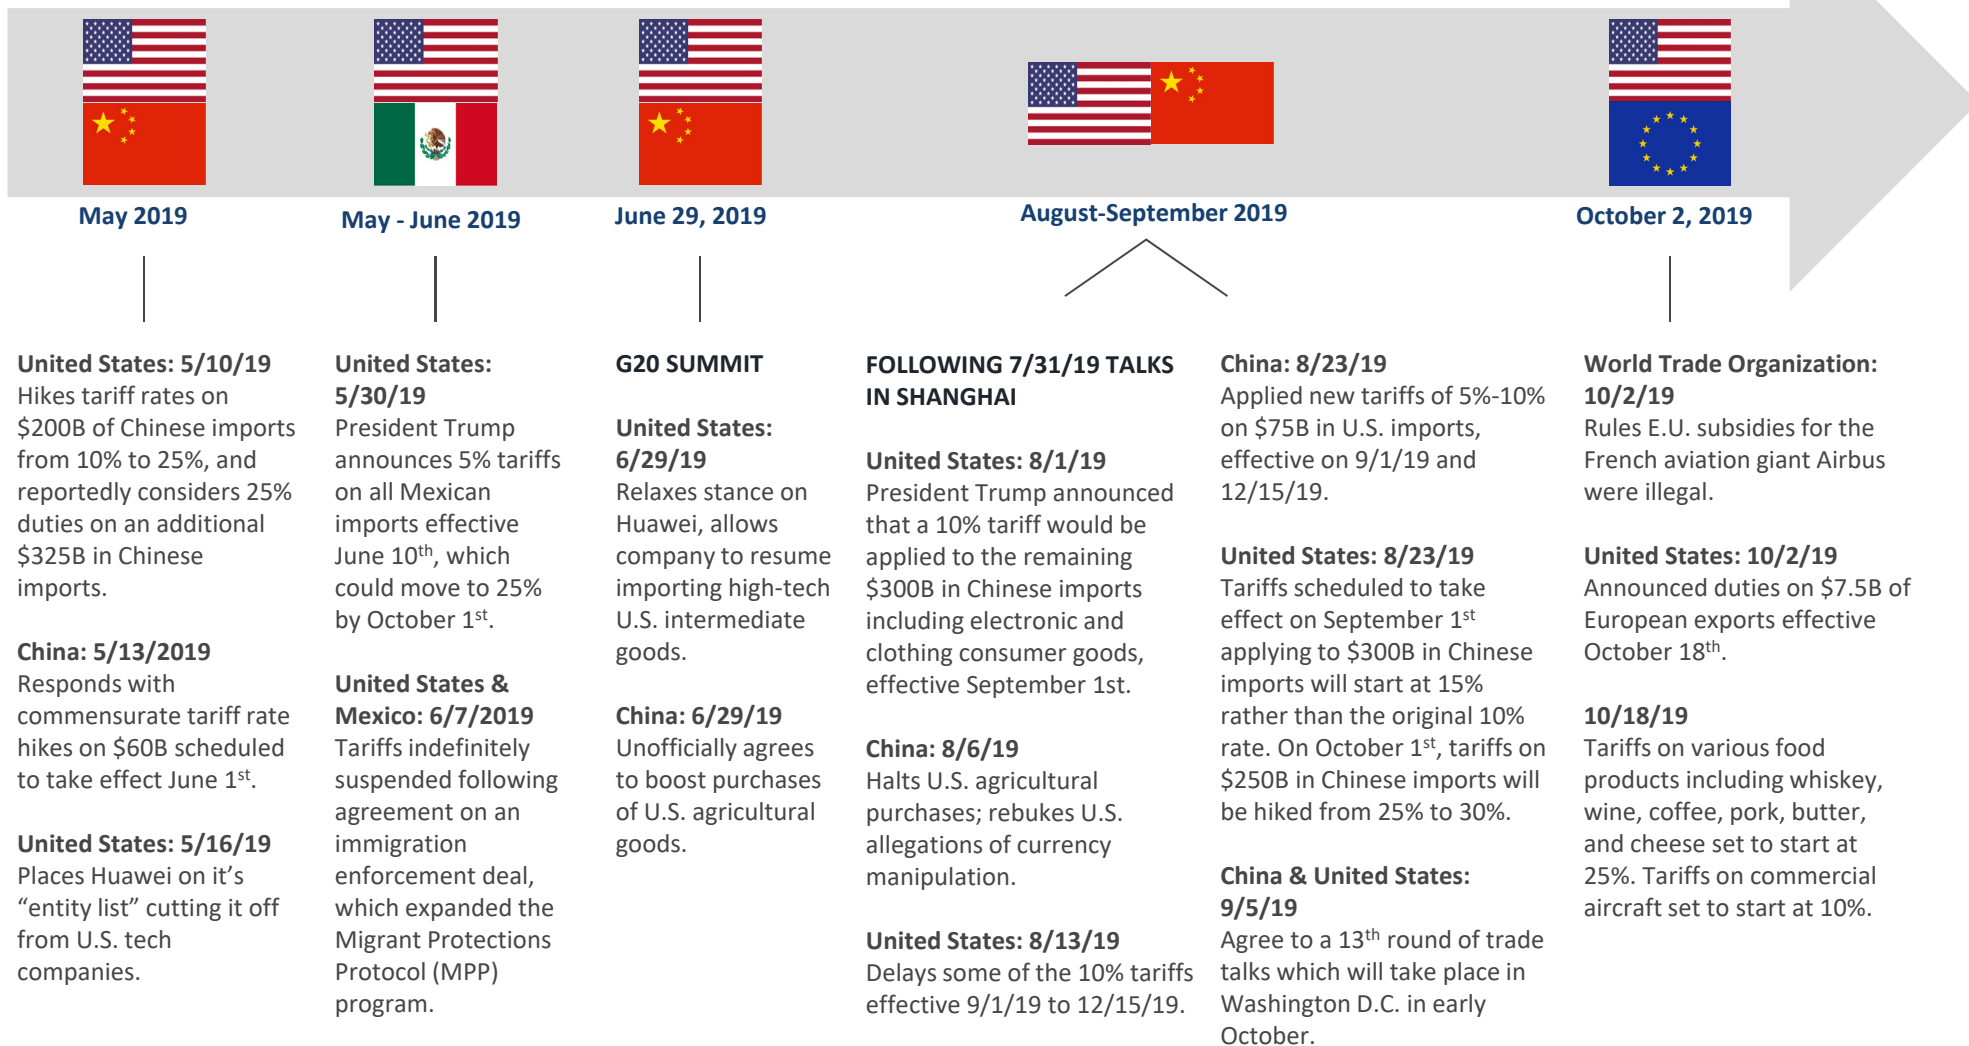 May 2019
United States: 5/10/19
Hikes tariff rates on
$200B of Chinese imports
from 10% to 25%, and
reportedly considers 25%
duties on an additional
$325B in Chinese
imports.
China: 5/13/2019
Responds with
commensurate tariff rate
hikes on $60B scheduled
to take effect June 1st.
United States: 5/16/19
Places Huawei on it’s
“entity list” cutting it off
from U.S. tech
companies.
May - June 2019
United States:
5/30/19
President Trump
announces 5% tariffs
on all Mexican
imports effective
June 10th, which
could move to 25%
by October 1st.
United States &
Mexico: 6/7/2019
Tariffs indefinitely
suspended following
agreement on an
immigration
enforcement deal,
which expanded the
Migrant Protections
Protocol (MPP)
program.
June 29, 2019
G20 SUMMIT
United States:
6/29/19
Relaxes stance on
Huawei, allows
company to resume
importing high-tech
U.S. intermediate
goods.
China: 6/29/19
Unofficially agrees
to boost purchases
of U.S. agricultural
goods.
August-September 2019
FOLLOWING 7/31/19 TALKS
IN SHANGHAI
United States: 8/1/19
President Trump announced
that a 10% tariff would be
applied to the remaining
$300B in Chinese imports
including electronic and
clothing consumer goods,
effective September 1st.
China: 8/6/19
Halts U.S. agricultural
purchases; rebukes U.S.
allegations of currency
manipulation.
United States: 8/13/19
Delays some of the 10% tariffs
effective 9/1/19 to 12/15/19.
China: 8/23/19
Applied new tariffs of 5%-10%
on $75B in U.S. imports,
effective on 9/1/19 and
12/15/19.
United States: 8/23/19
Tariffs scheduled to take
effect on September 1st
applying to $300B in Chinese
imports will start at 15%
rather than the original 10%
rate. On October 1st, tariffs on
$250B in Chinese imports will
be hiked from 25% to 30%.
China & United States:
9/5/19
Agree to a 13th round of trade
talks which will take place in
Washington D.C. in early
October.
October 2, 2019
World Trade Organization:
10/2/19
Rules E.U. subsidies for the
French aviation giant Airbus
were illegal.
United States: 10/2/19
Announced duties on $7.5B of
European exports effective
October 18th.
10/18/19
Tariffs on various food
products including whiskey,
wine, coffee, pork, butter,
and cheese set to start at
25%. Tariffs on commercial
aircraft set to start at 10%.